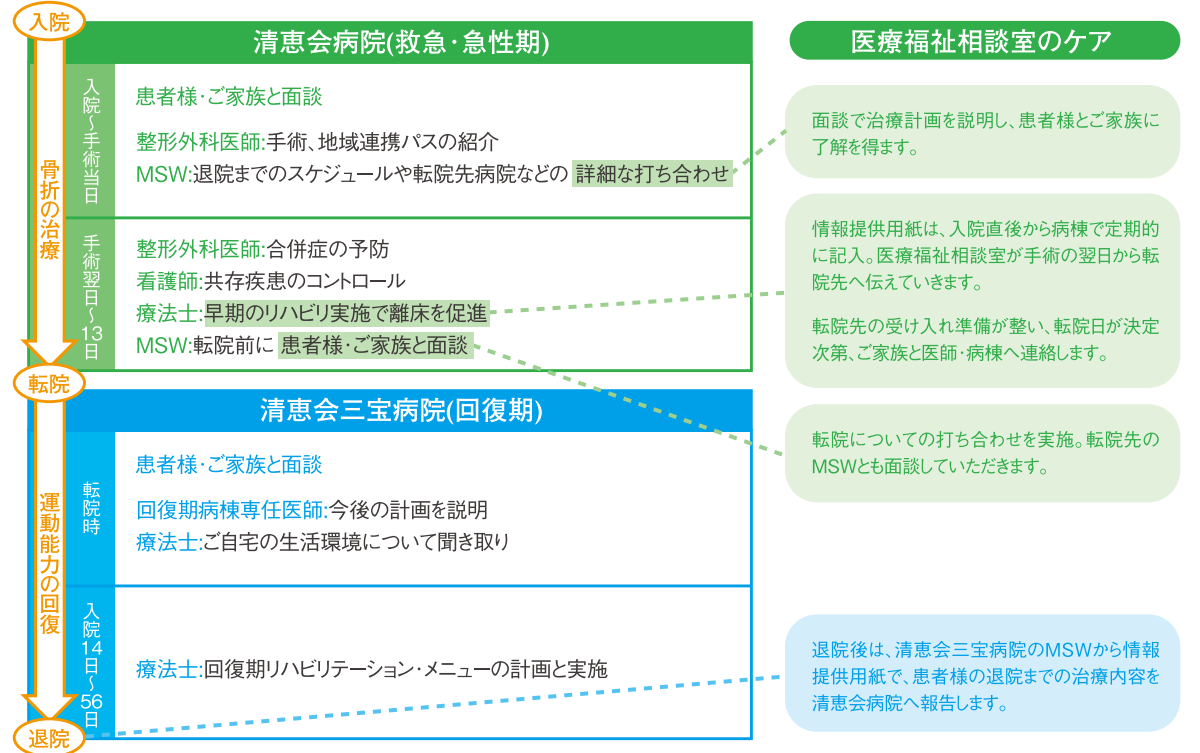 入院
清恵会病院(救急・急性期)
医療福祉相談室のケア
骨折の治療
入院〜手術当日
患者様・ご家族と面談
整形外科医師:手術、地域連携パスの紹介
MSW:退院までのスケジュールや転院先病院などの 詳細な打ち合わせ
面談で治療計画を説明し、患者様とご家族に
了解を得ます。
手術翌日〜13日
整形外科医師:合併症の予防
看護師:共存疾患のコントロール
療法士:早期のリハビリ実施で離床を促進
MSW:転院前に 患者様・ご家族と面談
情報提供用紙は、入院直後から病棟で定期的
に記入。医療福祉相談室が手術の翌日から転
院先へ伝えていきます。
転院先の受け入れ準備が整い、転院日が決定
次第、ご家族と医師・病棟へ連絡します。
転院
清恵会三宝病院(回復期)
転院についての打ち合わせを実施。転院先の
MSWとも面談していただきます。
運動能力の回復
転院時
患者様・ご家族と面談
回復期病棟専任医師:今後の計画を説明
療法士:ご自宅の生活環境について聞き取り
入院14日〜56日
療法士:回復期リハビリテーション・メニューの計画と実施
退院後は、清恵会三宝病院のMSWから情報
提供用紙で、患者様の退院までの治療内容を
清恵会病院へ報告します。
退院